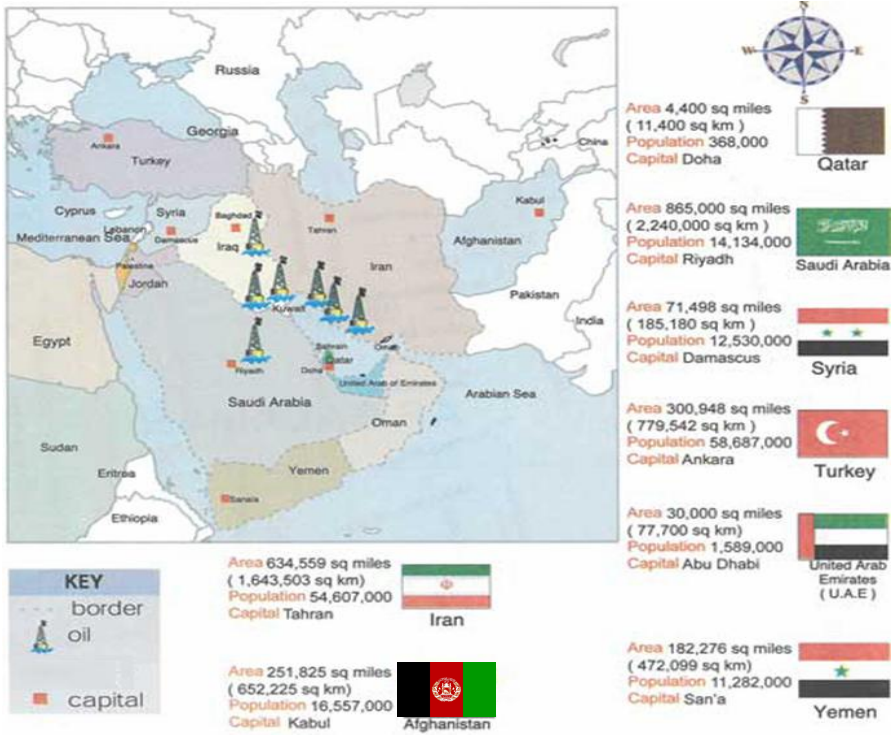 N
W
E
S
Russia
Georgia
Ankara
Turkey
China
Cyprus
Syria
Lebanon
Damascus
Mediterranean Sea
Baghdad
Iraq
Tahran
Iran
Kabul
Afghanistan
Palestine
Jordan
Kuwait
Pakistan
India
Egypt
Bahrain
Qatar
Doha
Oman
Riyadh
United Arab of Emirates
Saudi Arabia
Arabian Sea
Oman
Sudan
Yemen
Eritrea
Sana'a
Ethiopia
Area 4,400 sq miles
( 11,400 sq km )
Population 368,000
Capital Doha
Qatar
Area 865,000 sq miles
( 2,240,000 sq km )
Population 14,134,000
Capital Riyadh
Saudi Arabia
Area 71,498 sq miles
( 185,180 sq km )
Population 12,530,000
Capital Damascus
Syria
Area 300,948 sq miles
(779,542 sq km)
Population 58,687,000
Capital Ankara
Turkey
Area 30,000 sq miles
( 77,700 sq km)
Population 1,589,000
Capital Abu Dhabi
United Arab
Emirates
( U.A.E )
Area 182,276 sq miles
( 472,099 sq km)
Population 11,282,000
Capital San'a
Yemen
KEY
border
oil
capital
Area 634,559 sq miles
( 1,643,503 sq km)
Population 54,607,000
Capital Tahran
Iran
Area 251,825 sq miles
( 652,225 sq km)
Population 16,557,000
Capital Kabul
Afghanistan